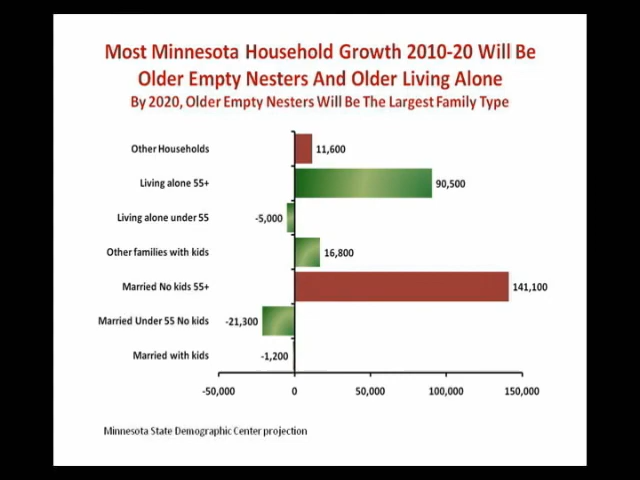 Most Minnesota Household Growth 2010-20 Will Be
Older Empty Nesters And Older Living Alone
By 2020, Older Empty Nesters Will Be The Largest Family Type
Other Households 11,600
Living alone 55+ 90,500
Living alone under 55 -5,000
Other families with kids 16,800
Married No kids 55+ 141,100
Married Under 55 No kids -21,300
Married with kids -1,200
-50,000 0 50,000 100,000 150,000
Minnesota State Demographic Center projection